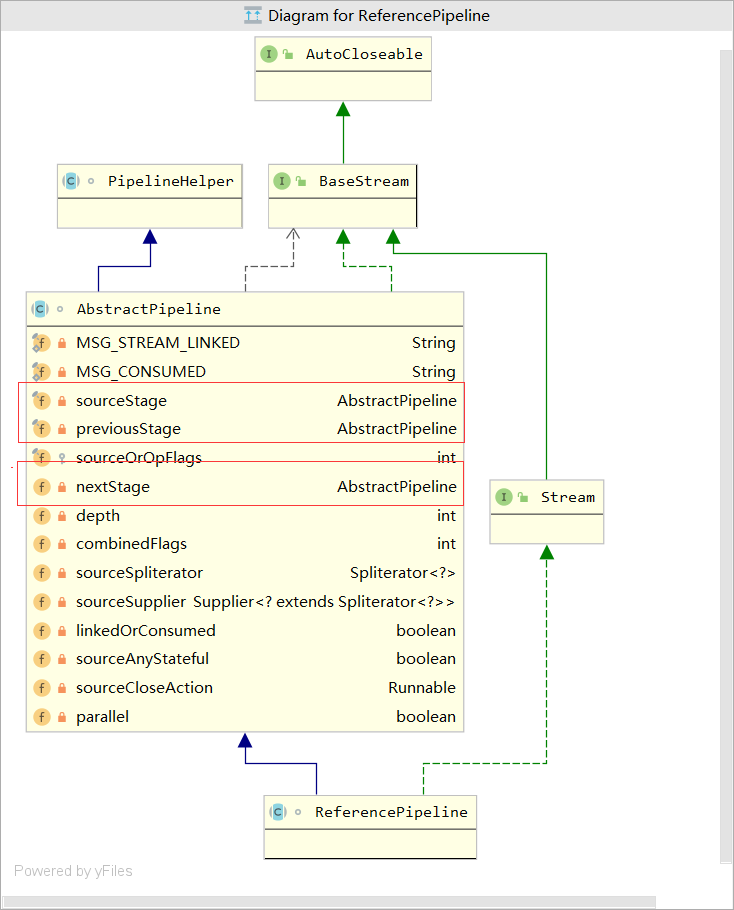 Diagram for ReferencePipeline
AutoCloseable
PipelineHelper
BaseStream
AbstractPipeline
MSG_STREAM_LINKED String
MSG_CONSUMED String
sourceStage AbstractPipeline
previousStage AbstractPipeline
sourceOrOpFlags int
nextStage AbstractPipeline
depth int
combinedFlags int
sourceSpliterator Spliterator<?>
sourceSupplier Supplier<? extends Spliterator<?>>
linkedOrConsumed boolean
sourceAnyStateful boolean
sourceCloseAction Runnable
parallel boolean
Stream
ReferencePipeline
Powered by yFiles